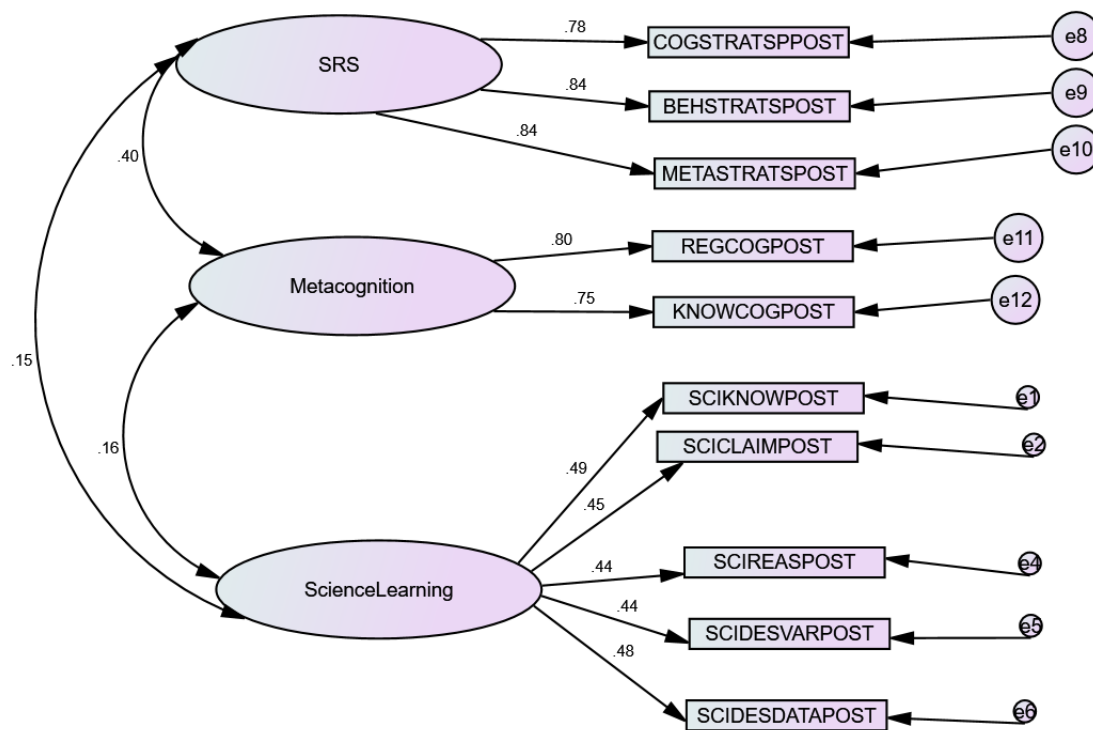 .78
COGSTRATSPPOST
e8
SRS
.84
BEHSTRATSPOST
e9
.84
METASTRATSPOST
e10
.40
.80
REGCOGPOST
e11
Metacognition
.75
KNOWCOGPOST
e12
.15
SCIKNOWPOST
e1
SCICLAIMPOST
e2
.16
.49
.45
SCIREASPOST
e4
.44
ScienceLearning
.44
SCIDESVARPOST
e5
.48
SCIDESDATAPOST
e6